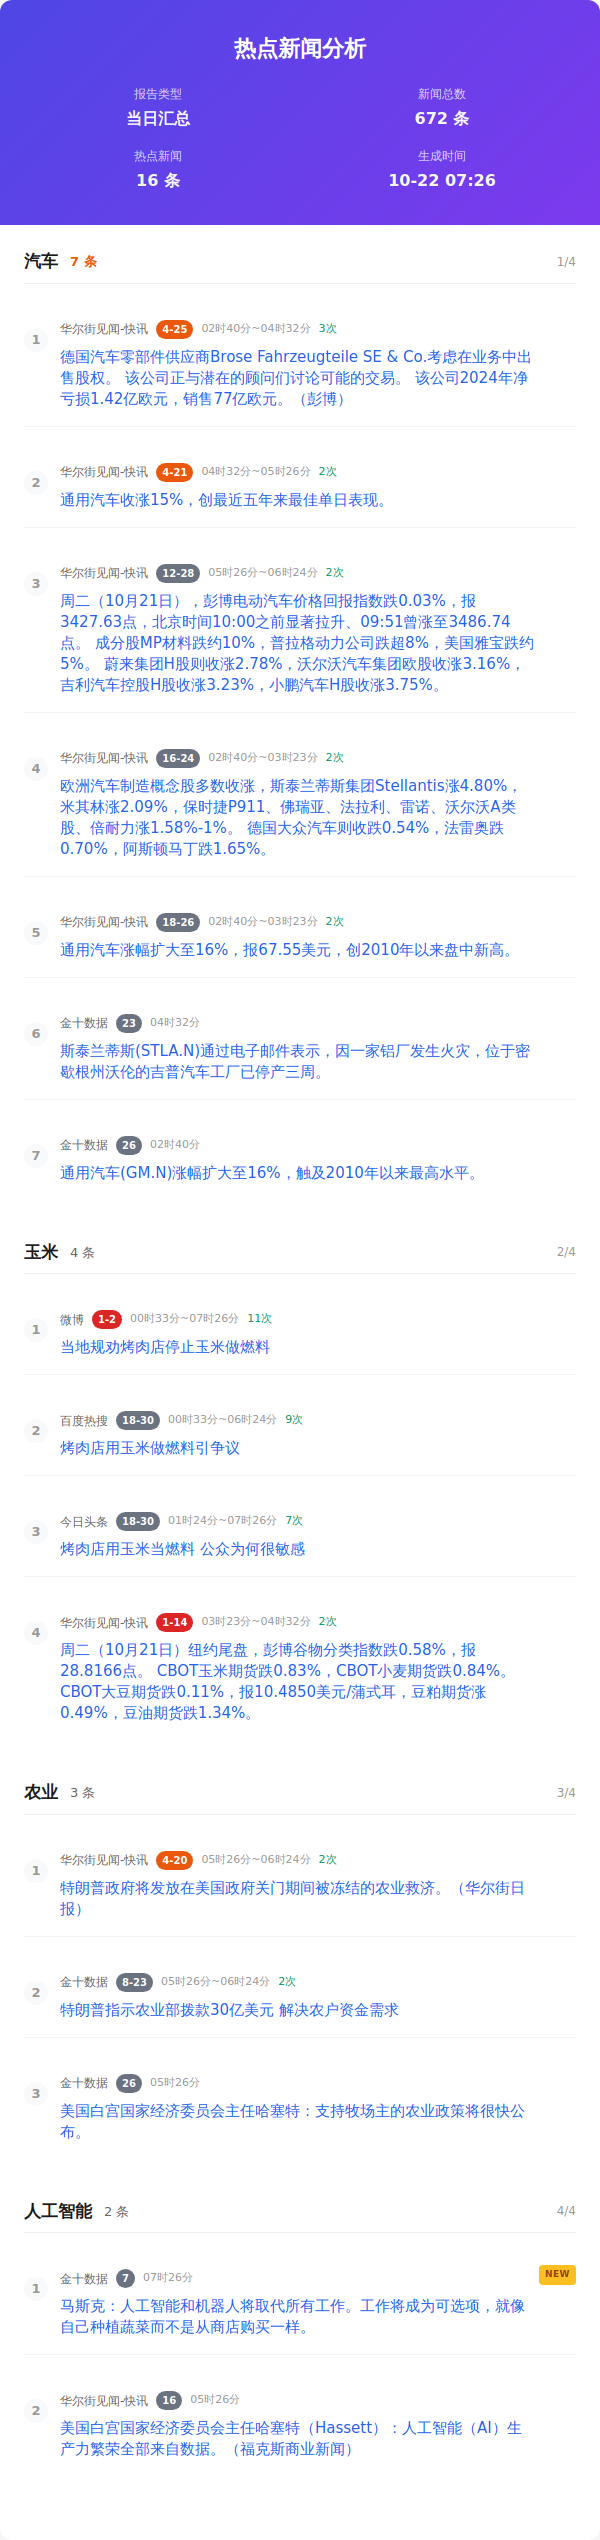 热点新闻分析
报告类型
当日汇总
新闻总数
672 条
热点新闻
16 条
生成时间
10-22 07:26
汽车 7 条 1/4
1 华尔街见闻-快讯 4-25 02时40分~04时32分 3次
德国汽车零部件供应商Brose Fahrzeugteile SE & Co.考虑在业务中出
售股权。 该公司正与潜在的顾问们讨论可能的交易。 该公司2024年净
亏损1.42亿欧元，销售77亿欧元。（彭博）
2 华尔街见闻-快讯 4-21 04时32分~05时26分 2次
通用汽车收涨15%，创最近五年来最佳单日表现。
3 华尔街见闻-快讯 12-28 05时26分~06时24分 2次
周二（10月21日），彭博电动汽车价格回报指数跌0.03%，报
3427.63点，北京时间10:00之前显著拉升、09:51曾涨至3486.74
点。 成分股MP材料跌约10%，普拉格动力公司跌超8%，美国雅宝跌约
5%。 蔚来集团H股则收涨2.78%，沃尔沃汽车集团欧股收涨3.16%，
吉利汽车控股H股收涨3.23%，小鹏汽车H股收涨3.75%。
4 华尔街见闻-快讯 16-24 02时40分~03时23分 2次
欧洲汽车制造概念股多数收涨，斯泰兰蒂斯集团Stellantis涨4.80%，
米其林涨2.09%，保时捷P911、佛瑞亚、法拉利、雷诺、沃尔沃A类
股、倍耐力涨1.58%-1%。 德国大众汽车则收跌0.54%，法雷奥跌
0.70%，阿斯顿马丁跌1.65%。
5 华尔街见闻-快讯 18-26 02时40分~03时23分 2次
通用汽车涨幅扩大至16%，报67.55美元，创2010年以来盘中新高。
6 金十数据 23 04时32分
斯泰兰蒂斯(STLA.N)通过电子邮件表示，因一家铝厂发生火灾，位于密
歇根州沃伦的吉普汽车工厂已停产三周。
7 金十数据 26 02时40分
通用汽车(GM.N)涨幅扩大至16%，触及2010年以来最高水平。
玉米 4 条 2/4
1 微博 1-2 00时33分~07时26分 11次
当地规劝烤肉店停止玉米做燃料
2 百度热搜 18-30 00时33分~06时24分 9次
烤肉店用玉米做燃料引争议
3 今日头条 18-30 01时24分~07时26分 7次
烤肉店用玉米当燃料 公众为何很敏感
4 华尔街见闻-快讯 1-14 03时23分~04时32分 2次
周二（10月21日）纽约尾盘，彭博谷物分类指数跌0.58%，报
28.8166点。 CBOT玉米期货跌0.83%，CBOT小麦期货跌0.84%。
CBOT大豆期货跌0.11%，报10.4850美元/蒲式耳，豆粕期货涨
0.49%，豆油期货跌1.34%。
农业 3 条 3/4
1 华尔街见闻-快讯 4-20 05时26分~06时24分 2次
特朗普政府将发放在美国政府关门期间被冻结的农业救济。（华尔街日
报）
2 金十数据 8-23 05时26分~06时24分 2次
特朗普指示农业部拨款30亿美元 解决农户资金需求
3 金十数据 26 05时26分
美国白宫国家经济委员会主任哈塞特：支持牧场主的农业政策将很快公
布。
人工智能 2 条 4/4
1 金十数据 7 07时26分 NEW
马斯克：人工智能和机器人将取代所有工作。工作将成为可选项，就像
自己种植蔬菜而不是从商店购买一样。
2 华尔街见闻-快讯 16 05时26分
美国白宫国家经济委员会主任哈塞特（Hassett）：人工智能（AI）生
产力繁荣全部来自数据。（福克斯商业新闻）